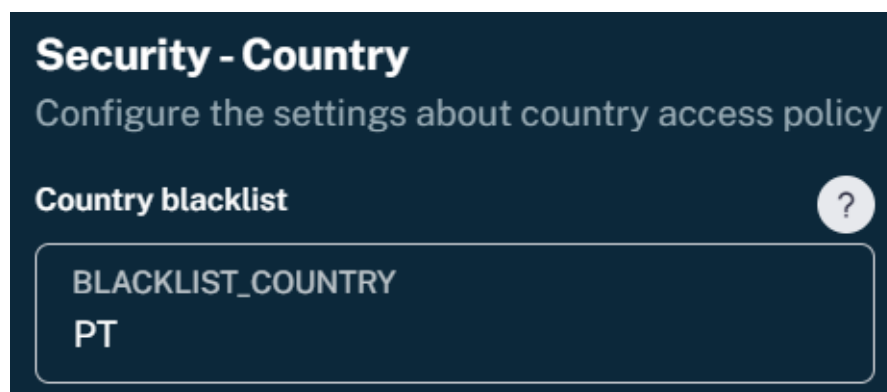 Security - Country
Configure the settings about country access policy
Country blacklist
?
BLACKLIST_COUNTRY
PT